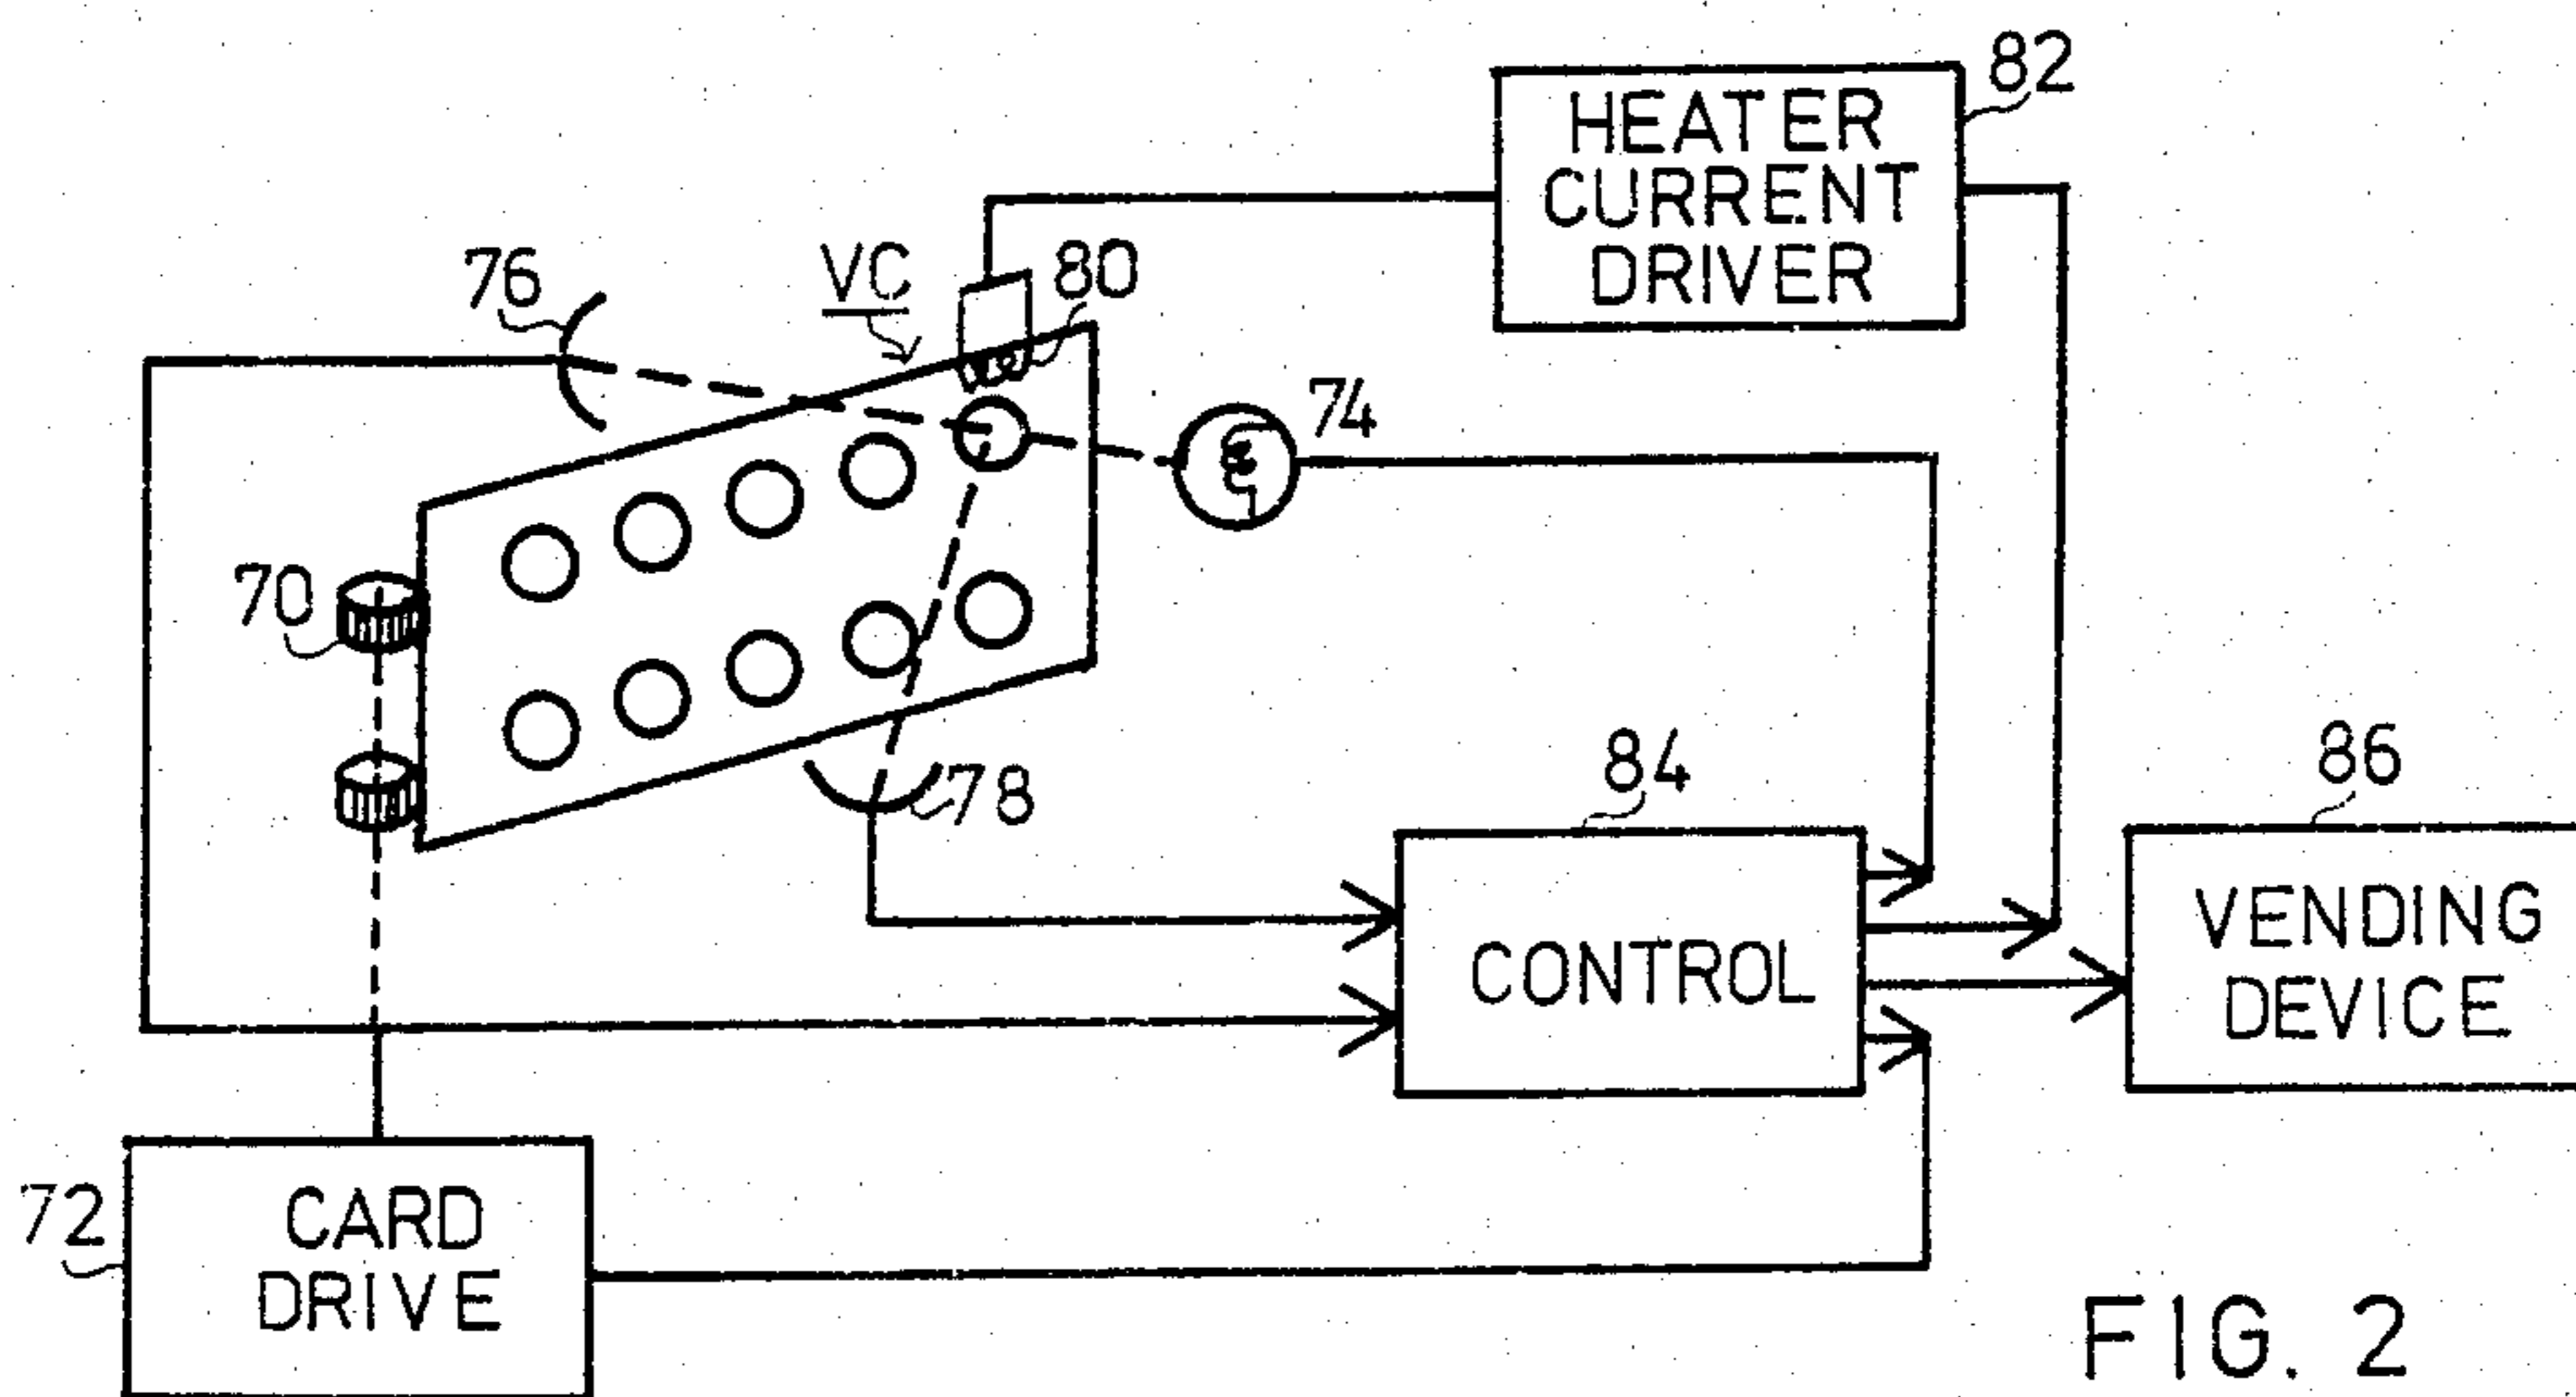 82
HEATER
CURRENT
DRIVER
76
VC
80
74
70
78
84
86
CONTROL
VENDING
DEVICE
72
CARD
DRIVE
FIG. 2